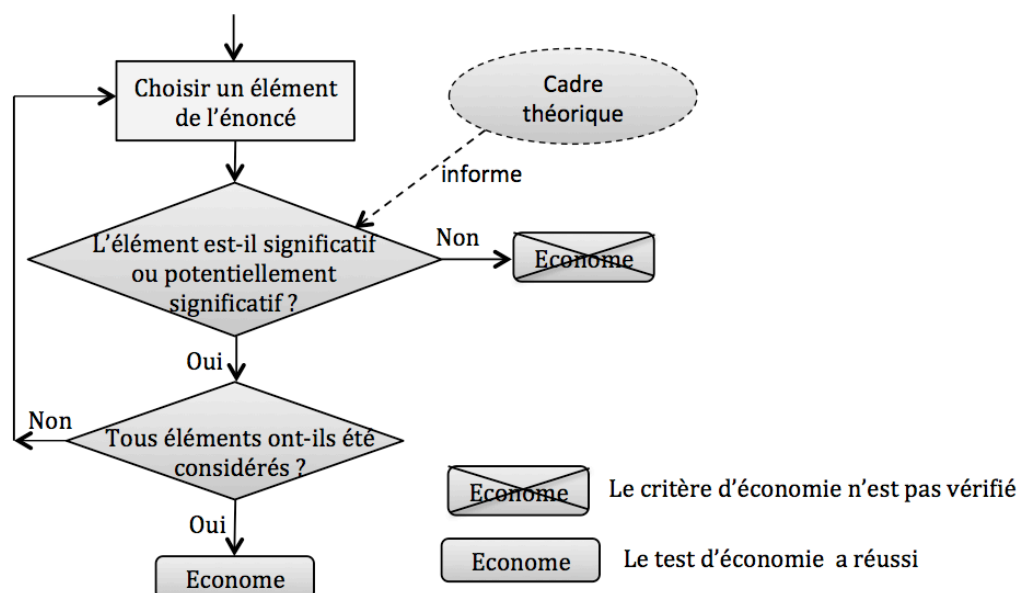 Choisir un élément
de l’énoncé
Cadre
théorique
informe
L’élément est-il significatif
ou potentiellement
significatif ?
Non
Econome
Oui
Non
Tous éléments ont-ils été
considérés ?
Econome
Le critère d’économie n’est pas vérifié
Oui
Econome
Econome
Le test d’économie a réussi